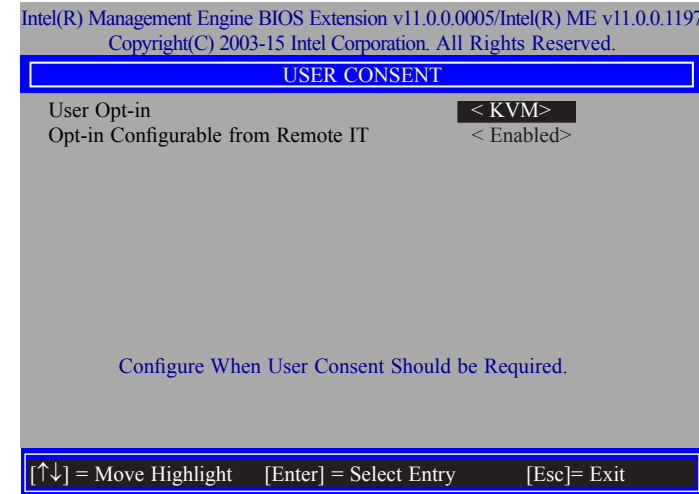 Intel(R) Management Engine BIOS Extension v11.0.0.0005/Intel(R) ME v11.0.0.1197
Copyright(C) 2003-15 Intel Corporation. All Rights Reserved.
USER CONSENT
User Opt-in < KVM>
Opt-in Configurable from Remote IT < Enabled>
Configure When User Consent Should be Required.
[↑↓] = Move Highlight [Enter] = Select Entry [Esc]= Exit